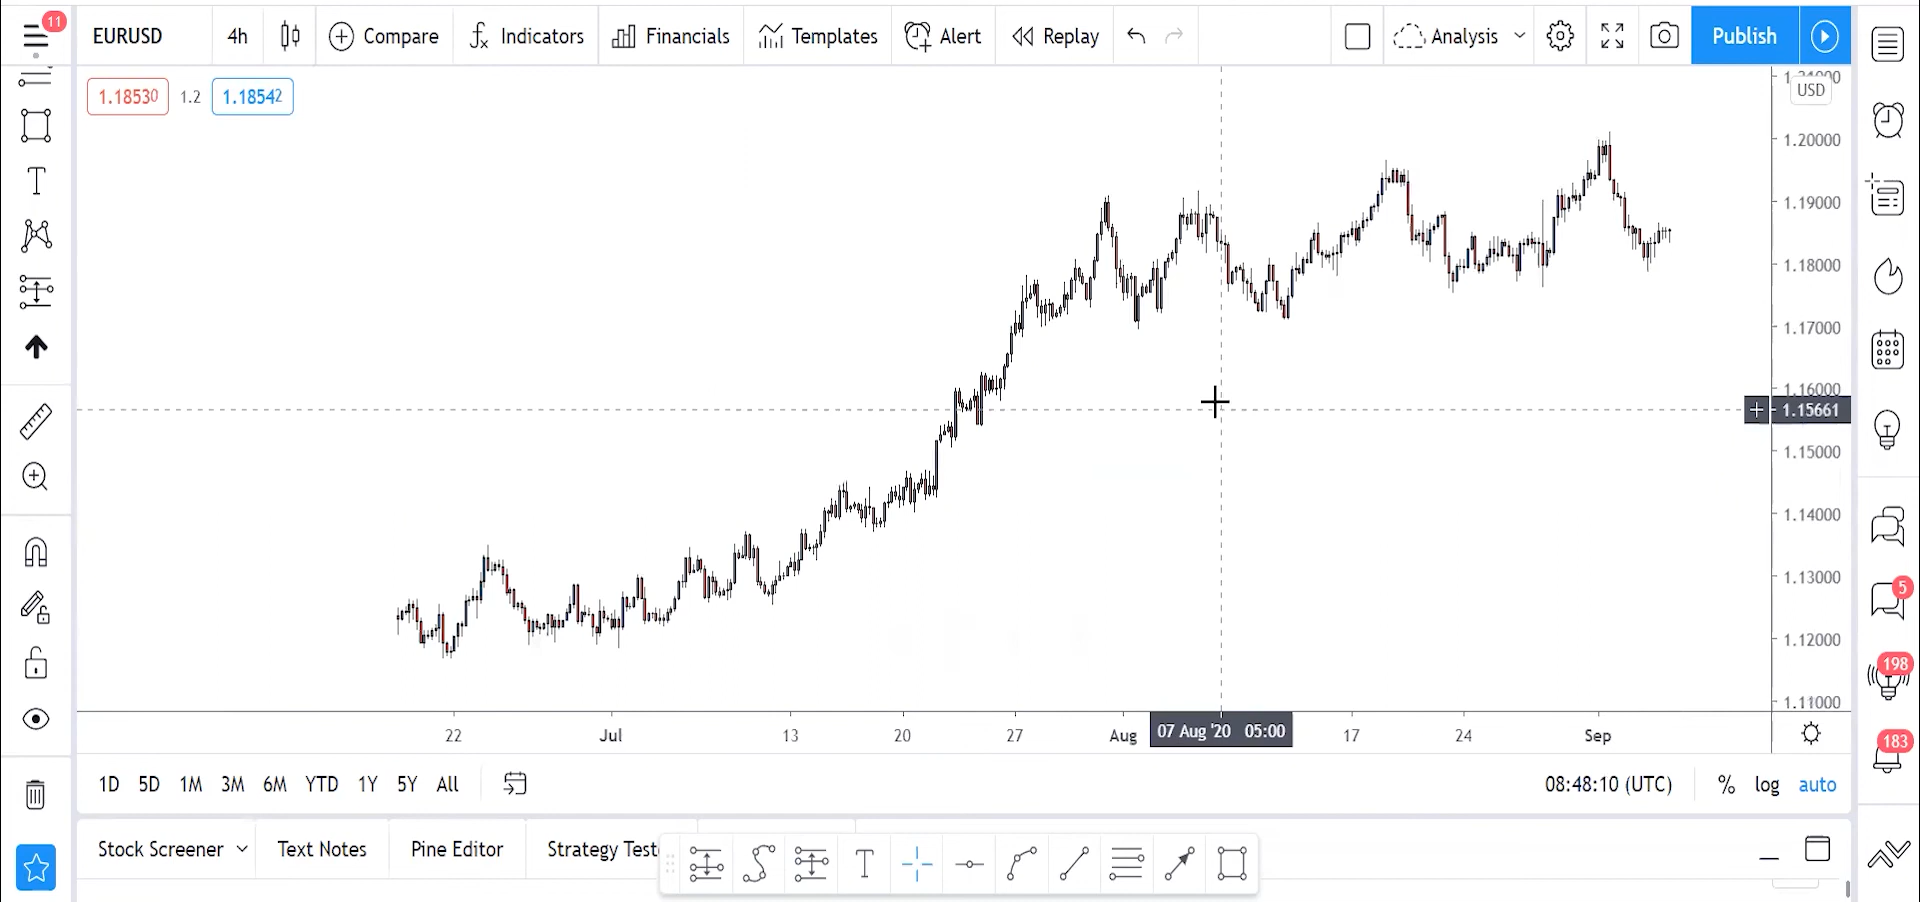 11
EURUSD 4h Compare Indicators Financials Templates Alert Replay Analysis Publish
1.18530 1.2 1.18542
USD
1.20000
1.19000
1.18000
1.17000
1.16000
1.15661
1.15000
1.14000
1.13000
1.12000
1.11000
22 Jul 13 20 27 Aug 07 Aug '20 05:00 17 24 Sep
1D 5D 1M 3M 6M YTD 1Y 5Y All 08:48:10 (UTC) % log auto
Stock Screener Text Notes Pine Editor Strategy Test
5
198
183